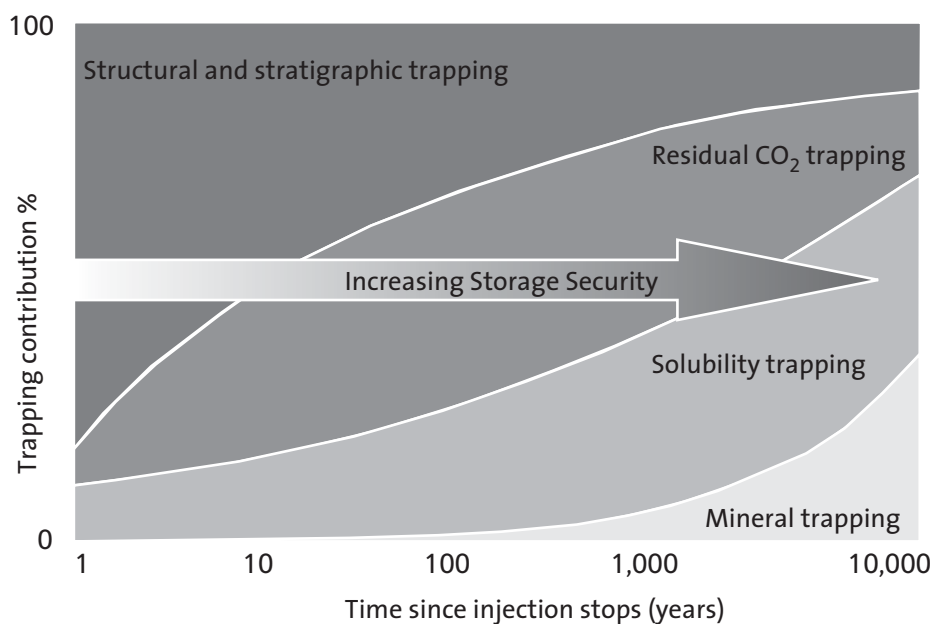 100
Structural and stratigraphic trapping
Residual CO₂ trapping
Increasing Storage Security
Solubility trapping
Mineral trapping
Trapping contribution %
0
1 10 100 1,000 10,000
Time since injection stops (years)